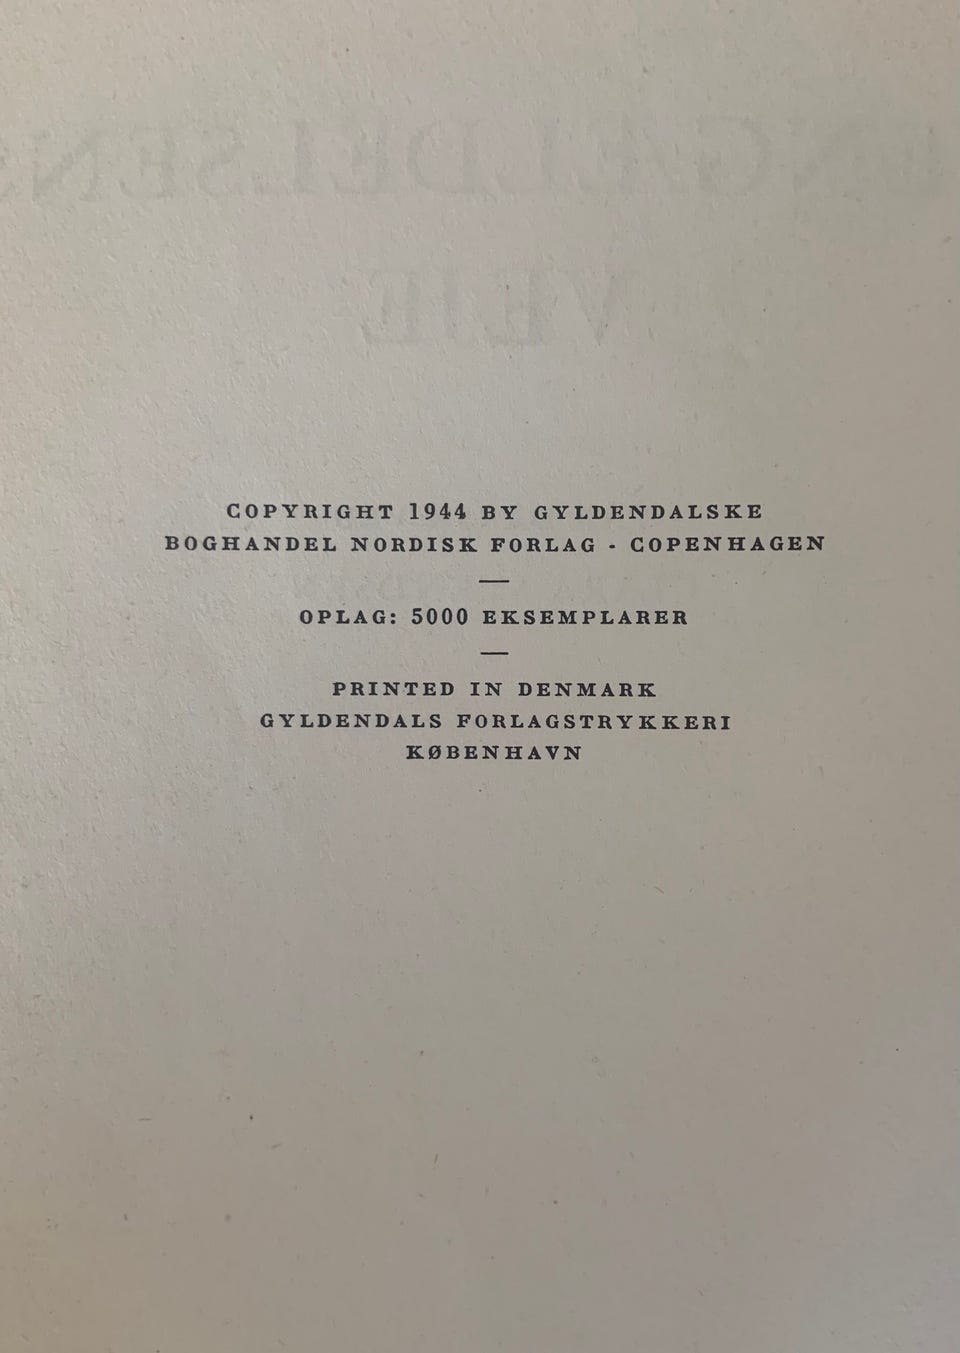 COPYRIGHT 1944 BY GYLDENDALSKE
BOGHANDEL NORDISK FORLAG - COPENHAGEN
OPLAG: 5000 EKSEMPLARER
PRINTED IN DENMARK
GYLDENDALS FORLAGSTRYKKERI
KØBENHAVN